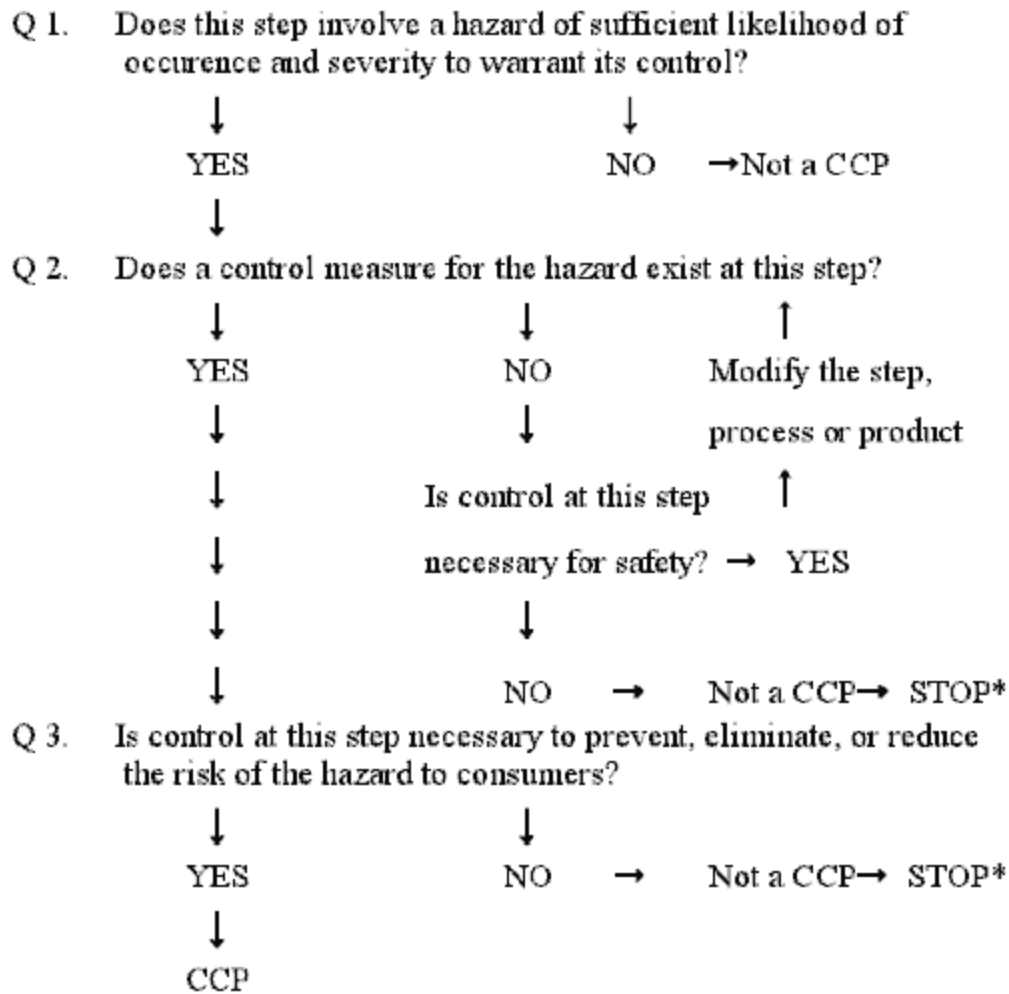 Q 1. Does this step involve a hazard of sufficient likelihood of
occurence and severity to warrant its control?
↓ ↓
YES NO →Not a CCP
↓
Q 2. Does a control measure for the hazard exist at this step?
↓ ↓ ↑
YES NO Modify the step,
↓ ↓ process or product
↓ Is control at this step ↑
↓ necessary for safety? → YES
↓ ↓
↓ NO → Not a CCP→ STOP*
Q 3. Is control at this step necessary to prevent, eliminate, or reduce
the risk of the hazard to consumers?
↓ ↓
YES NO → Not a CCP→ STOP*
↓
CCP